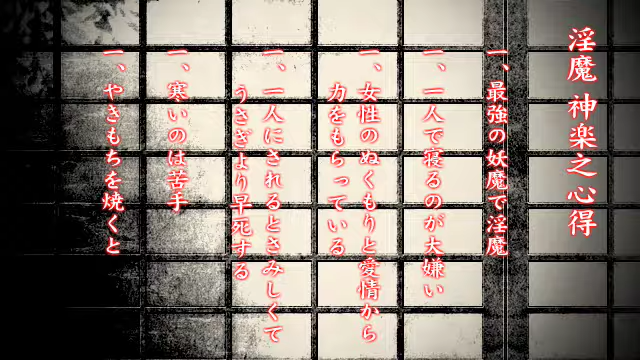 淫魔 神楽之心得
一、最強の妖魔で淫魔
一、一人で寝るのが大嫌い
一、女性のぬくもりと愛情から
力をもらっている
一、一人にされるとさみしくて
うさぎより早死する
一、寒いのは苦手
一、やきもちを焼くと